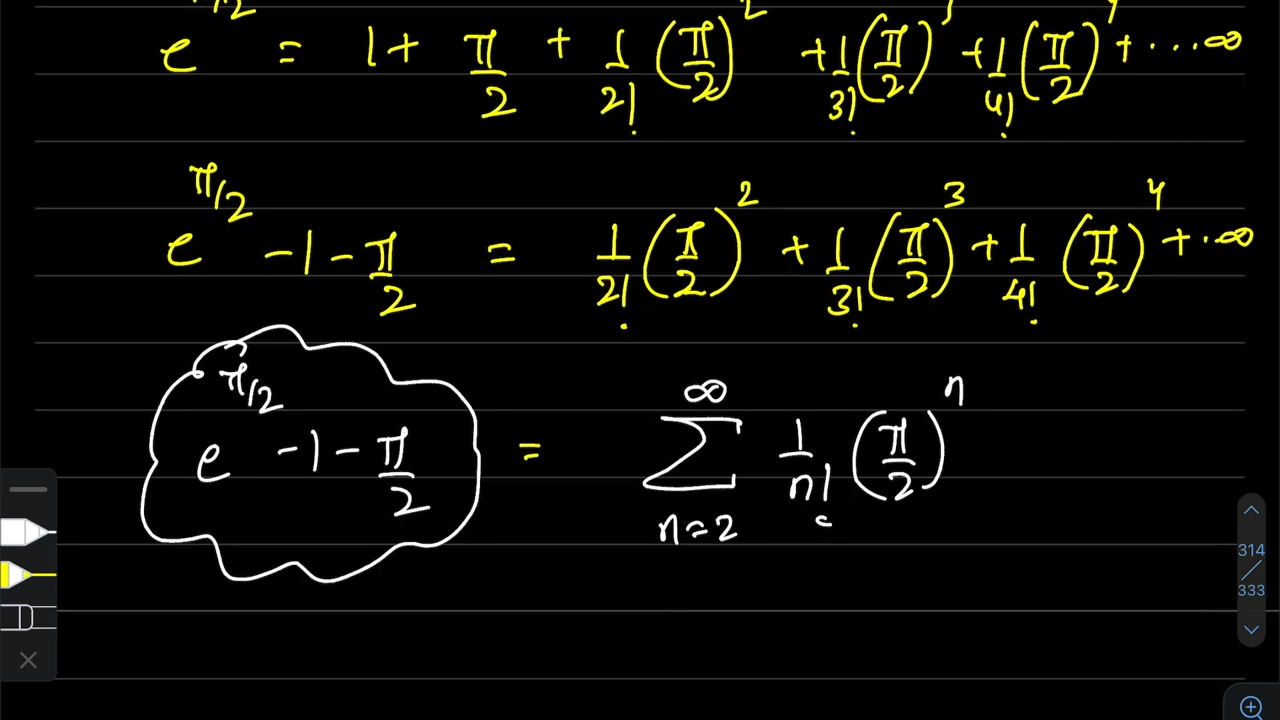 e^{π/2} = 1 + π/2 + 1/2! (π/2)^2 + 1/3! (π/2)^3 + 1/4! (π/2)^4 + ... ∞
e^{π/2} - 1 - π/2 = 1/2! (π/2)^2 + 1/3! (π/2)^3 + 1/4! (π/2)^4 + .. ∞
e^{π/2} - 1 - π/2 = ∑_{n=2}^{∞} 1/n! (π/2)^n
314
333